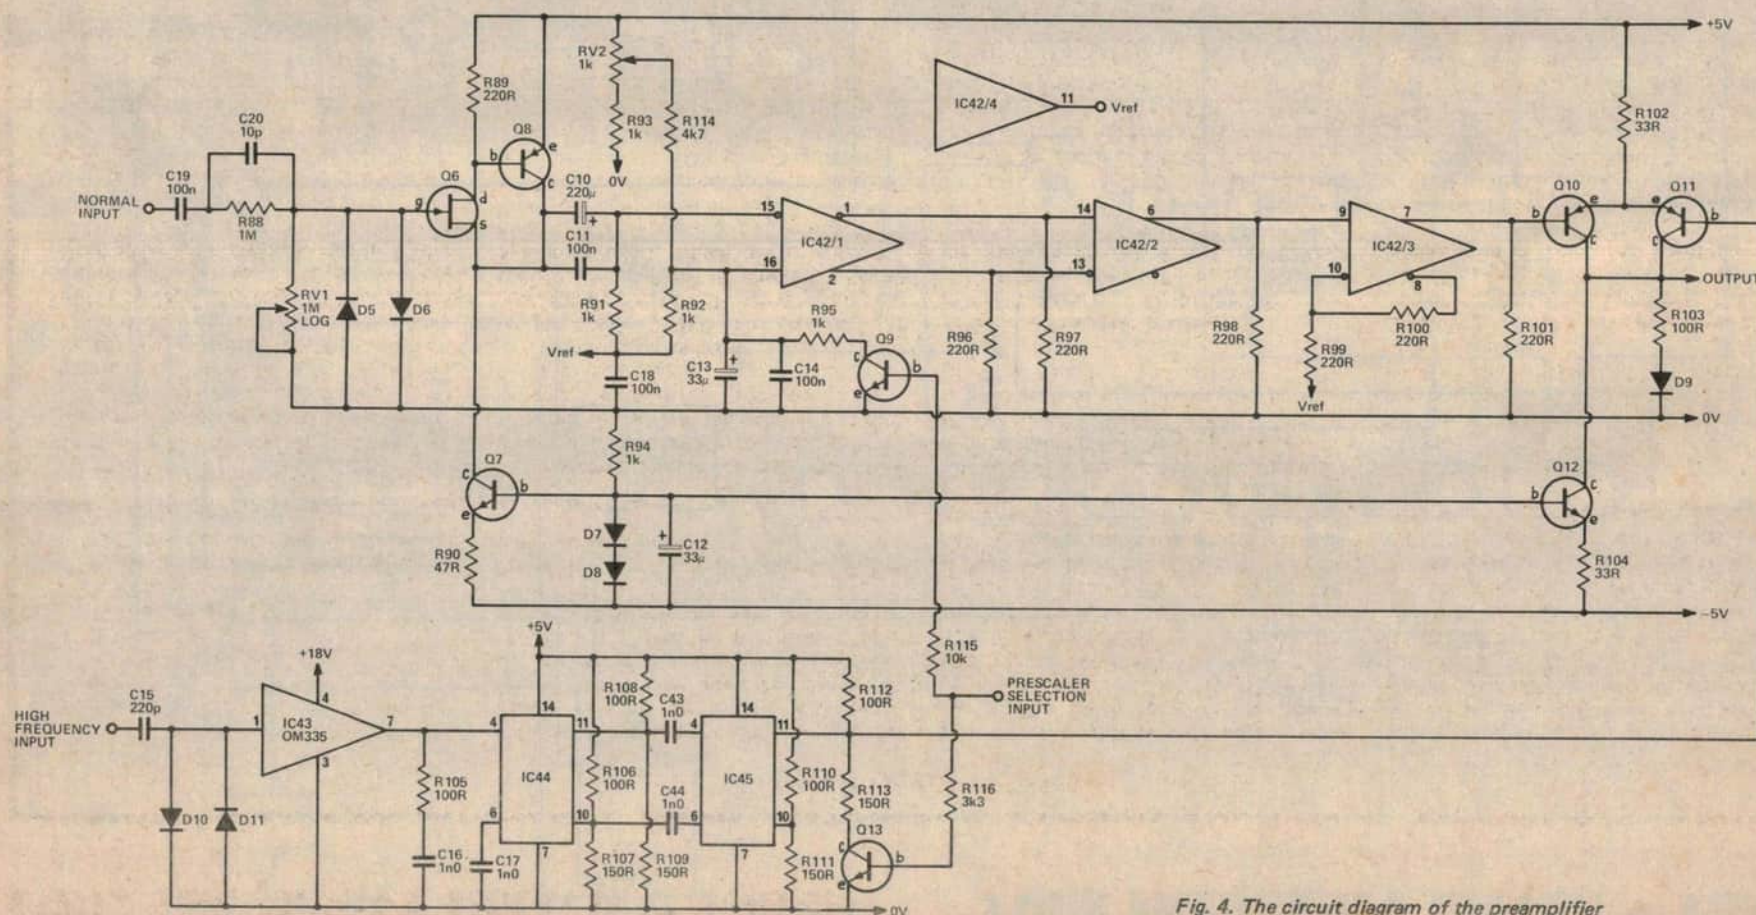 +5V
RV2
1k
R89
220R
IC42/4
11
Vref
R93
1k
R114
4k7
R102
33R
C20
10p
Q8
b
e
c
0V
C19
100n
NORMAL
INPUT
R88
1M
Q6
g
d
s
C10
220μ
+
C11
100n
15
16
IC42/1
1
2
14
13
IC42/2
6
9
10
IC42/3
7
8
Q10
b
e
c
Q11
e
b
c
OUTPUT
RV1
1M
LOG
D5
D6
R91
1k
R92
1k
R95
1k
Q9
c
b
e
Vref
C18
100n
C13
33μ
+
C14
100n
R96
220R
R97
220R
R98
220R
R99
220R
Vref
R100
220R
R101
220R
R103
100R
D9
0V
R94
1k
Q7
c
b
e
R90
47R
D7
D8
+
C12
33μ
Q12
b
c
e
R104
33R
-5V
R115
10k
PRESCALER
SELECTION
INPUT
+18V
+5V
C15
220p
HIGH
FREQUENCY
INPUT
1
4
IC43
OM335
3
7
D10
D11
R105
100R
C16
1n0
C17
1n0
4
14
11
IC44
6
10
7
R108
100R
R106
100R
R107
150R
R109
150R
C43
1n0
C44
1n0
4
14
11
IC45
6
10
7
R110
100R
R111
150R
R112
100R
R113
150R
Q13
c
b
e
R116
3k3
0V
Fig. 4. The circuit diagram of the preamplifier